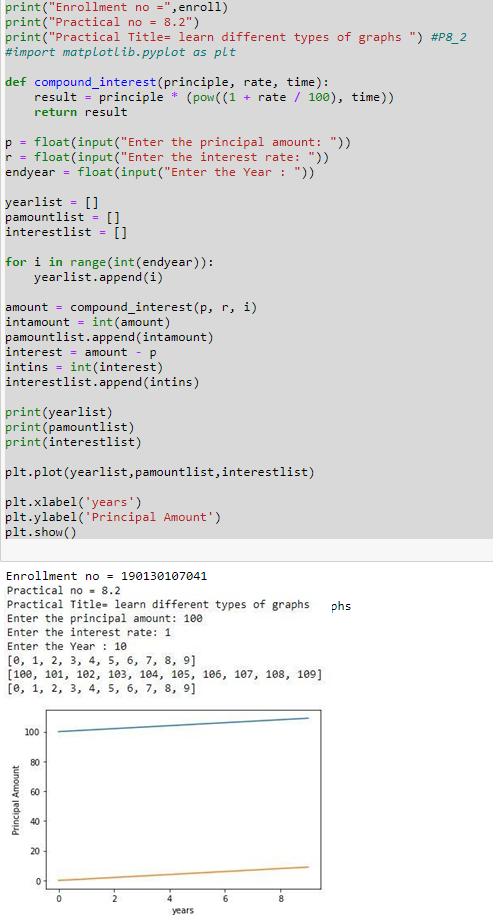 print("Enrollment no =",enroll)
print("Practical no = 8.2")
print("Practical Title= learn different types of graphs ") #P8_2
#import matplotlib.pyplot as plt
def compound_interest(principle, rate, time):
    result = principle * (pow((1 + rate / 100), time))
    return result
p = float(input("Enter the principal amount: "))
r = float(input("Enter the interest rate: "))
endyear = float(input("Enter the Year : "))
yearlist = []
pamountlist = []
interestlist = []
for i in range(int(endyear)):
    yearlist.append(i)
amount = compound_interest(p, r, i)
intamount = int(amount)
pamountlist.append(intamount)
interest = amount - p
intins = int(interest)
interestlist.append(intins)
print(yearlist)
print(pamountlist)
print(interestlist)
plt.plot(yearlist,pamountlist,interestlist)
plt.xlabel('years')
plt.ylabel('Principal Amount')
plt.show()
Enrollment no = 190130107041
Practical no = 8.2
Practical Title= learn different types of graphs phs
Enter the principal amount: 100
Enter the interest rate: 1
Enter the Year : 10
[0, 1, 2, 3, 4, 5, 6, 7, 8, 9]
[100, 101, 102, 103, 104, 105, 106, 107, 108, 109]
[0, 1, 2, 3, 4, 5, 6, 7, 8, 9]
100
80
60
40
20
0
Principal Amount
0 2 4 6 8
years